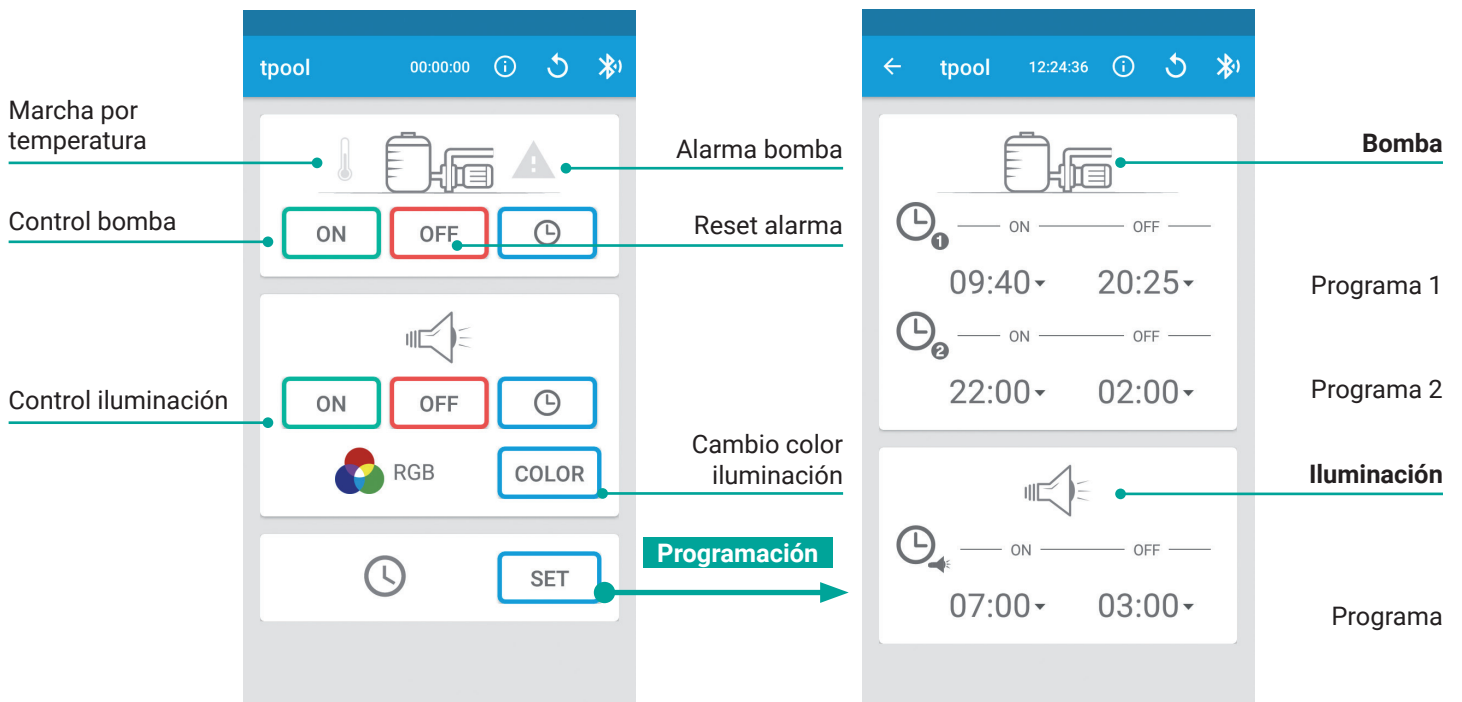 tpool 00:00:00
Marcha por
temperatura
Alarma bomba
Control bomba
Reset alarma
ON OFF
Control iluminación
ON OFF
RGB COLOR
Cambio color
iluminación
SET
Programación
tpool 12:24:36
Bomba
1 ON OFF
09:40 20:25
Programa 1
2 ON OFF
22:00 02:00
Programa 2
Iluminación
ON OFF
07:00 03:00
Programa